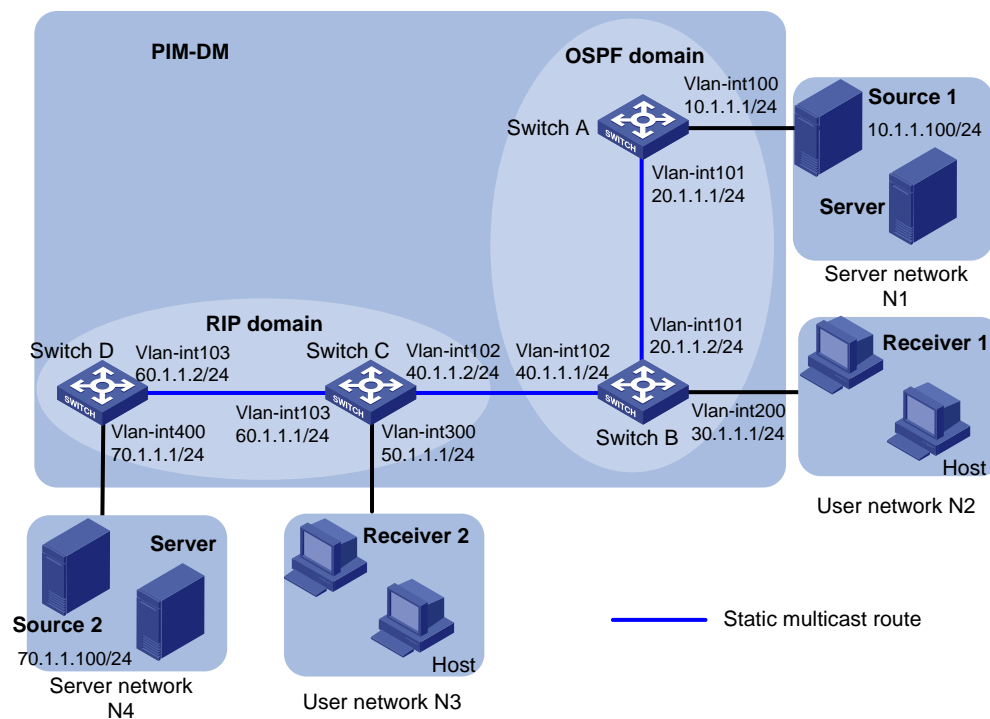 PIM-DM
OSPF domain
Vlan-int100
10.1.1.1/24
Source 1
10.1.1.100/24
Switch A
SWITCH
Vlan-int101
20.1.1.1/24
Server
Server network
N1
RIP domain
Vlan-int101
20.1.1.2/24
Receiver 1
Switch D
Vlan-int103
60.1.1.2/24
Switch C
Vlan-int102
40.1.1.2/24
Vlan-int102
40.1.1.1/24
SWITCH
SWITCH
SWITCH
Vlan-int103
60.1.1.1/24
Vlan-int400
70.1.1.1/24
Vlan-int300
50.1.1.1/24
Switch B
Vlan-int200
30.1.1.1/24
Host
User network N2
Server
Receiver 2
Source 2
70.1.1.100/24
Static multicast route
Host
Server network
N4
User network N3